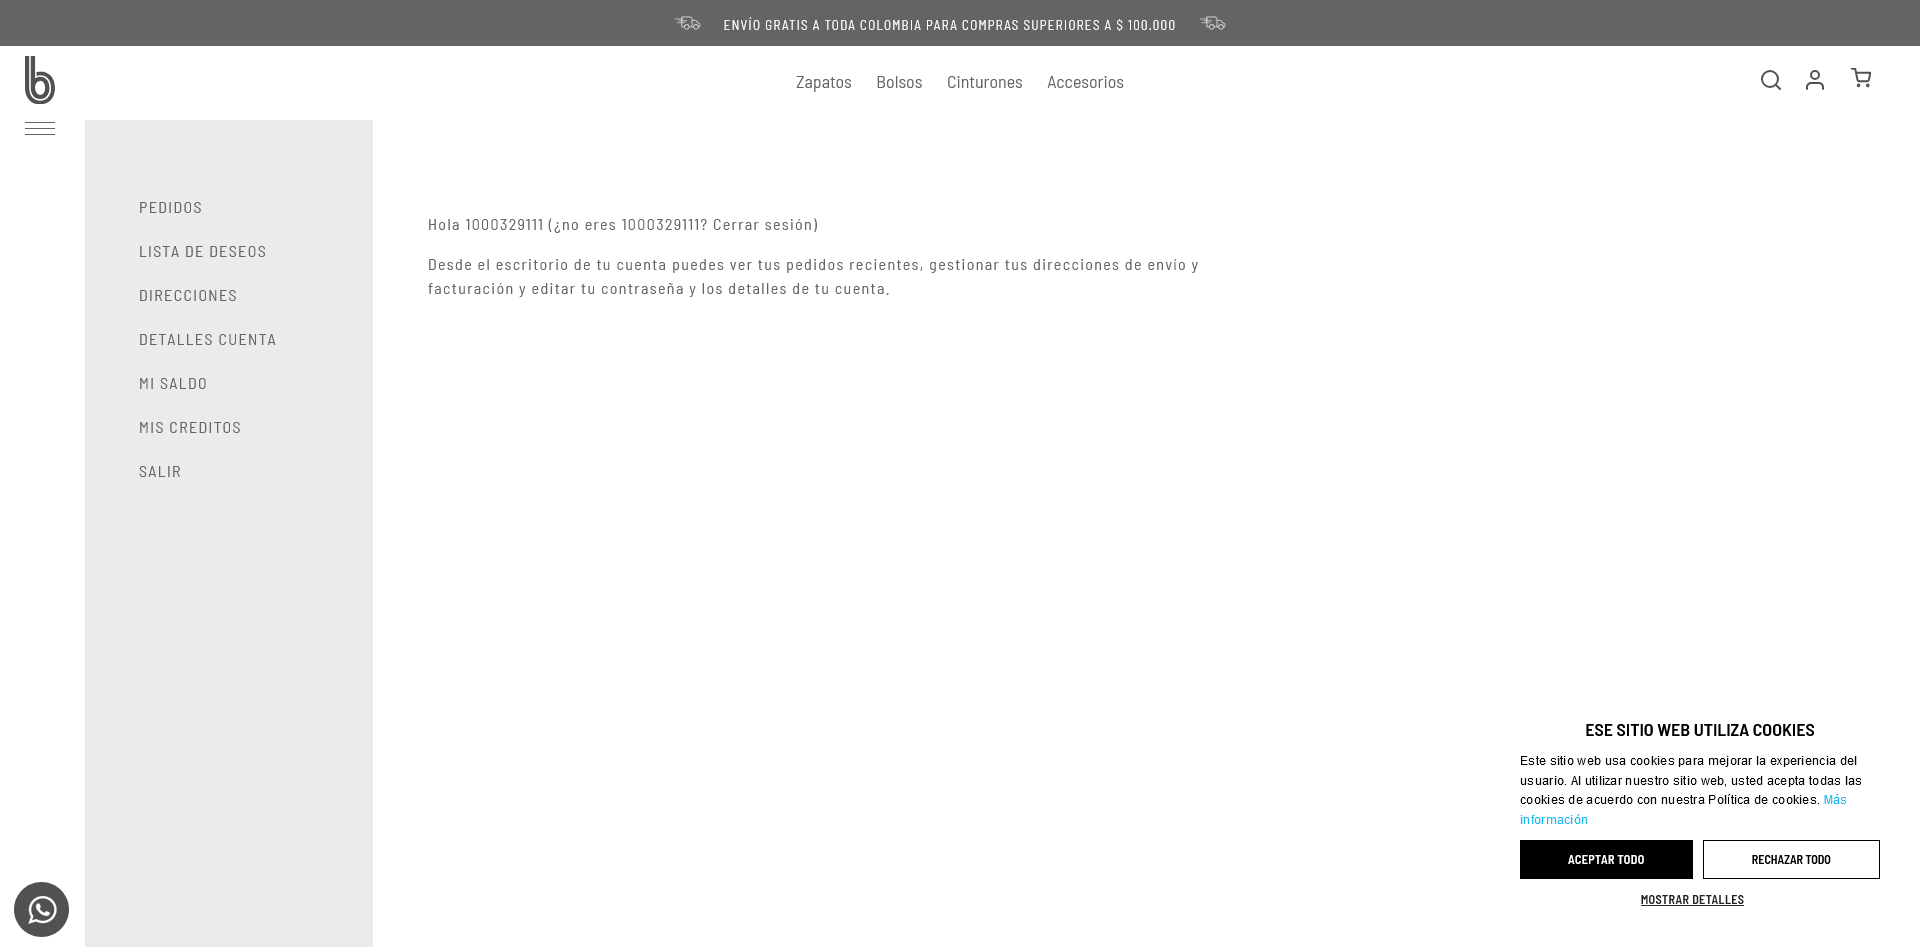 ENVÍO GRATIS A TODA COLOMBIA PARA COMPRAS SUPERIORES A $ 100.000
b
Zapatos Bolsos Cinturones Accesorios
PEDIDOS
LISTA DE DESEOS
DIRECCIONES
DETALLES CUENTA
MI SALDO
MIS CREDITOS
SALIR
Hola 1000329111 (¿no eres 1000329111? Cerrar sesión)
Desde el escritorio de tu cuenta puedes ver tus pedidos recientes, gestionar tus direcciones de envío y
facturación y editar tu contraseña y los detalles de tu cuenta.
ESE SITIO WEB UTILIZA COOKIES
Este sitio web usa cookies para mejorar la experiencia del
usuario. Al utilizar nuestro sitio web, usted acepta todas las
cookies de acuerdo con nuestra Política de cookies. Más
información
ACEPTAR TODO RECHAZAR TODO
MOSTRAR DETALLES